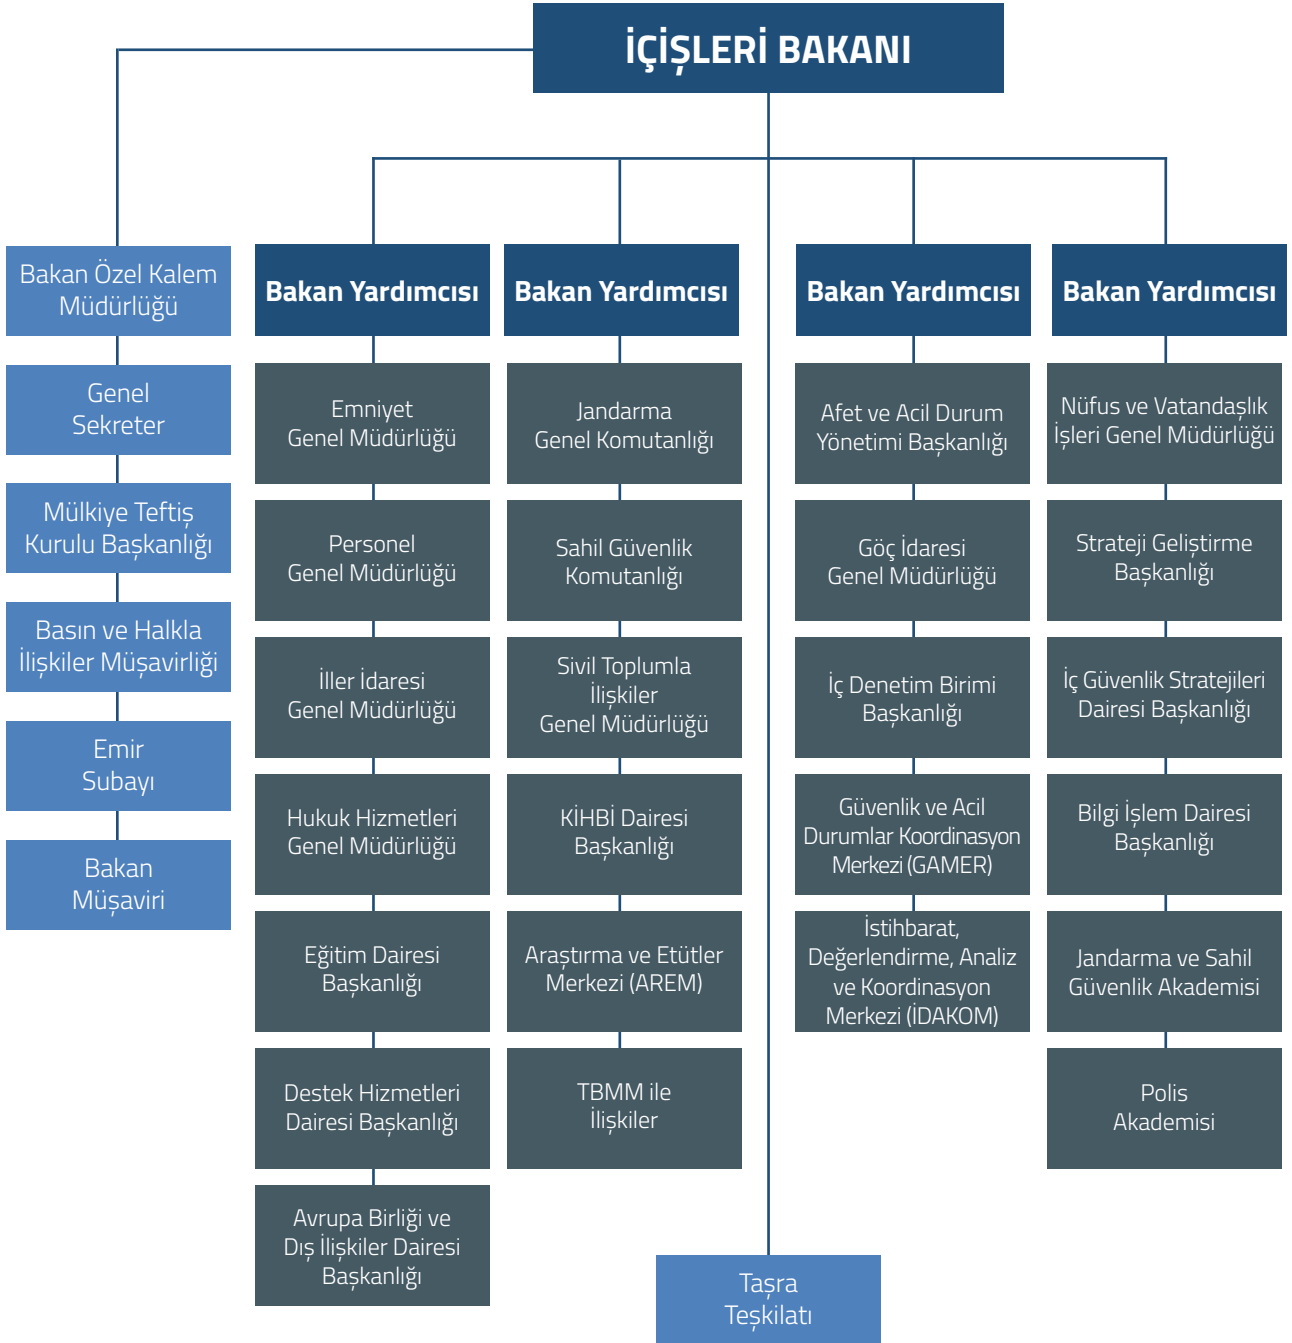 İÇİŞLERİ BAKANI
Bakan Özel Kalem
Müdürlüğü
Genel
Sekreter
Mülkiye Teftiş
Kurulu Başkanlığı
Basın ve Halkla
İlişkiler Müşavirliği
Emir
Subayı
Bakan
Müşaviri
Bakan Yardımcısı
Emniyet
Genel Müdürlüğü
Personel
Genel Müdürlüğü
İller İdaresi
Genel Müdürlüğü
Hukuk Hizmetleri
Genel Müdürlüğü
Eğitim Dairesi
Başkanlığı
Destek Hizmetleri
Dairesi Başkanlığı
Avrupa Birliği ve
Dış İlişkiler Dairesi
Başkanlığı
Bakan Yardımcısı
Jandarma
Genel Komutanlığı
Sahil Güvenlik
Komutanlığı
Sivil Toplumla
İlişkiler
Genel Müdürlüğü
KİHBİ Dairesi
Başkanlığı
Araştırma ve Etütler
Merkezi (AREM)
TBMM ile
İlişkiler
Bakan Yardımcısı
Afet ve Acil Durum
Yönetimi Başkanlığı
Göç İdaresi
Genel Müdürlüğü
İç Denetim Birimi
Başkanlığı
Güvenlik ve Acil
Durumlar Koordinasyon
Merkezi (GAMER)
İstihbarat,
Değerlendirme, Analiz
ve Koordinasyon
Merkezi (İDAKOM)
Bakan Yardımcısı
Nüfus ve Vatandaşlık
İşleri Genel Müdürlüğü
Strateji Geliştirme
Başkanlığı
İç Güvenlik Stratejileri
Dairesi Başkanlığı
Bilgi İşlem Dairesi
Başkanlığı
Jandarma ve Sahil
Güvenlik Akademisi
Polis
Akademisi
Taşra
Teşkilatı